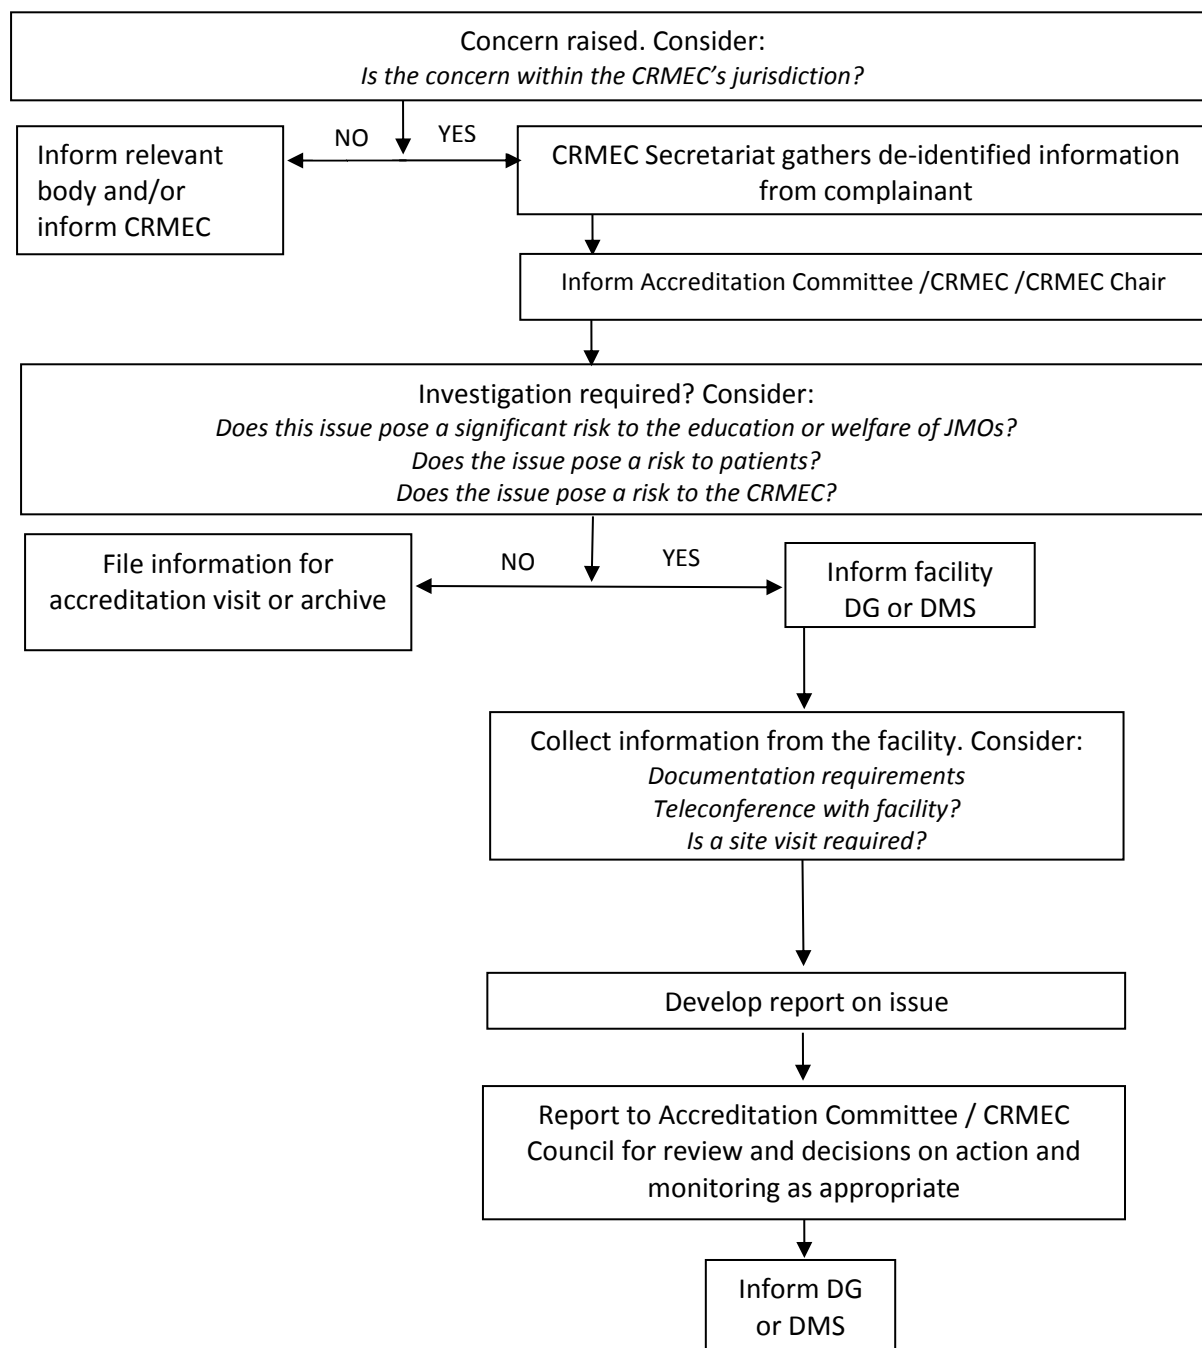 Concern raised. Consider:
Is the concern within the CRMEC’s jurisdiction?
NO
YES
Inform relevant
body and/or
inform CRMEC
CRMEC Secretariat gathers de-identified information
from complainant
Inform Accreditation Committee /CRMEC /CRMEC Chair
Investigation required? Consider:
Does this issue pose a significant risk to the education or welfare of JMOs?
Does the issue pose a risk to patients?
Does the issue pose a risk to the CRMEC?
NO
YES
File information for
accreditation visit or archive
Inform facility
DG or DMS
Collect information from the facility. Consider:
Documentation requirements
Teleconference with facility?
Is a site visit required?
Develop report on issue
Report to Accreditation Committee / CRMEC
Council for review and decisions on action and
monitoring as appropriate
Inform DG
or DMS